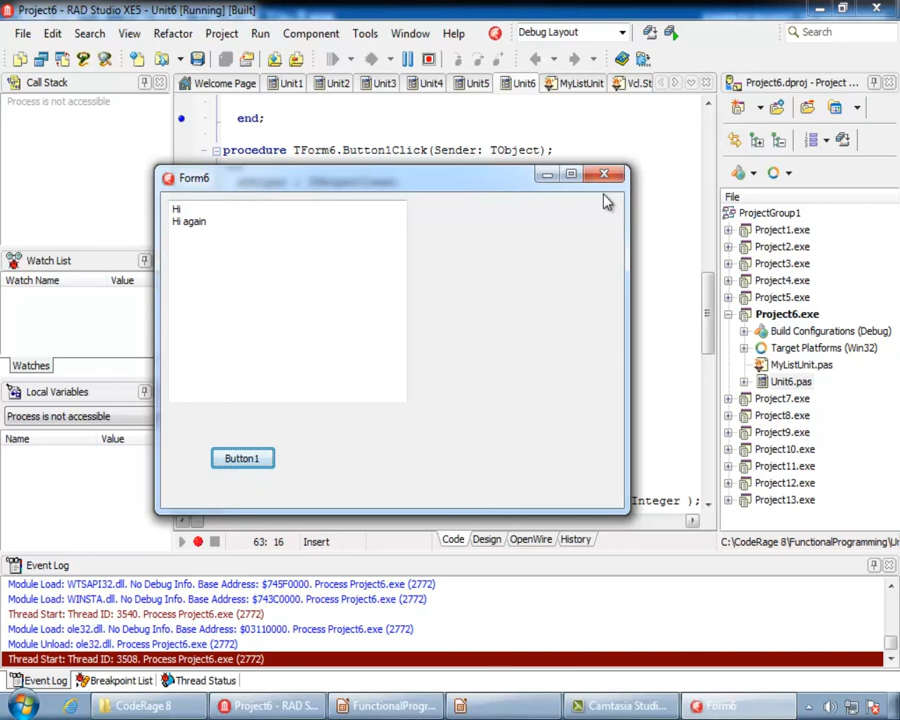 Project6 - RAD Studio XE5 - Unit6 [Running] [Built]
File Edit Search View Refactor Project Run Component Tools Window Help Debug Layout Search
Call Stack
Process is not accessible
Welcome Page Unit1 Unit2 Unit3 Unit4 Unit5 Unit6 MyListUnit Vcl.St
Project6.dproj - Project ...
end;
procedure TForm6.Button1Click(Sender: TObject);
Form6
Hi
Hi again
Button1
Watch List
Watch Name Value
Watches
Local Variables
Process is not accessible
Name Value
File
ProjectGroup1
Project1.exe
Project2.exe
Project3.exe
Project4.exe
Project5.exe
Project6.exe
Build Configurations (Debug)
Target Platforms (Win32)
MyListUnit.pas
Unit6.pas
Project7.exe
Project8.exe
Project9.exe
Project10.exe
Project11.exe
Project12.exe
Project13.exe
Integer );
63: 16 Insert
Code Design OpenWire History
C:\CodeRage 8\FunctionalProgramming\Un
Event Log
Module Load: WTSAPI32.dll. No Debug Info. Base Address: $745F0000. Process Project6.exe (2772)
Module Load: WINSTA.dll. No Debug Info. Base Address: $743C0000. Process Project6.exe (2772)
Thread Start: Thread ID: 3540. Process Project6.exe (2772)
Module Load: ole32.dll. No Debug Info. Base Address: $03110000. Process Project6.exe (2772)
Module Unload: ole32.dll. Process Project6.exe (2772)
Thread Start: Thread ID: 3508. Process Project6.exe (2772)
Event Log Breakpoint List Thread Status
CodeRage 8 Project6 - RAD S... FunctionalProgr... Camtasia Studi... Form6